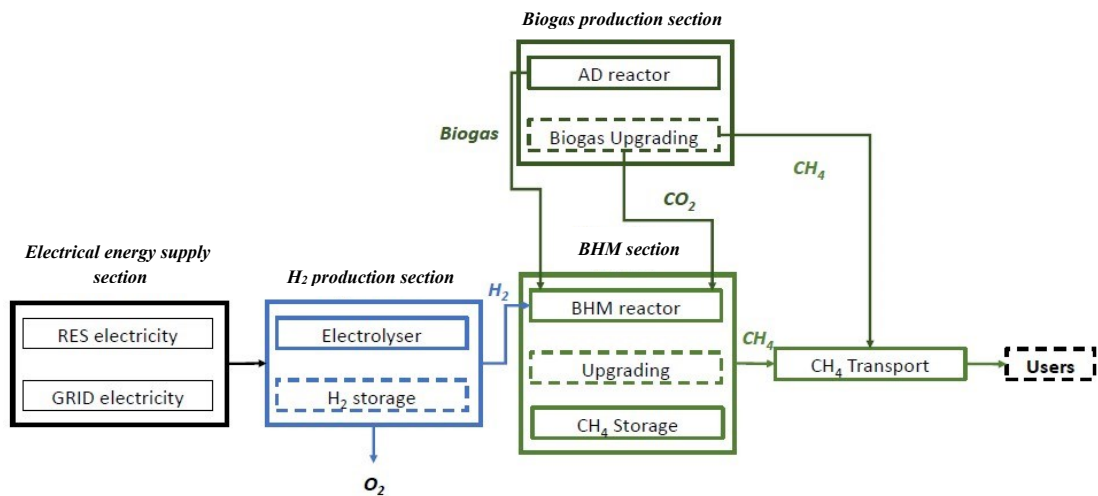 Biogas production section
AD reactor
Biogas
Biogas Upgrading
CH₄
CO₂
Electrical energy supply
section
H₂ production section
BHM section
H₂
RES electricity
Electrolyser
BHM reactor
CH₄
Upgrading
CH₄ Transport
Users
GRID electricity
H₂ storage
CH₄ Storage
O₂